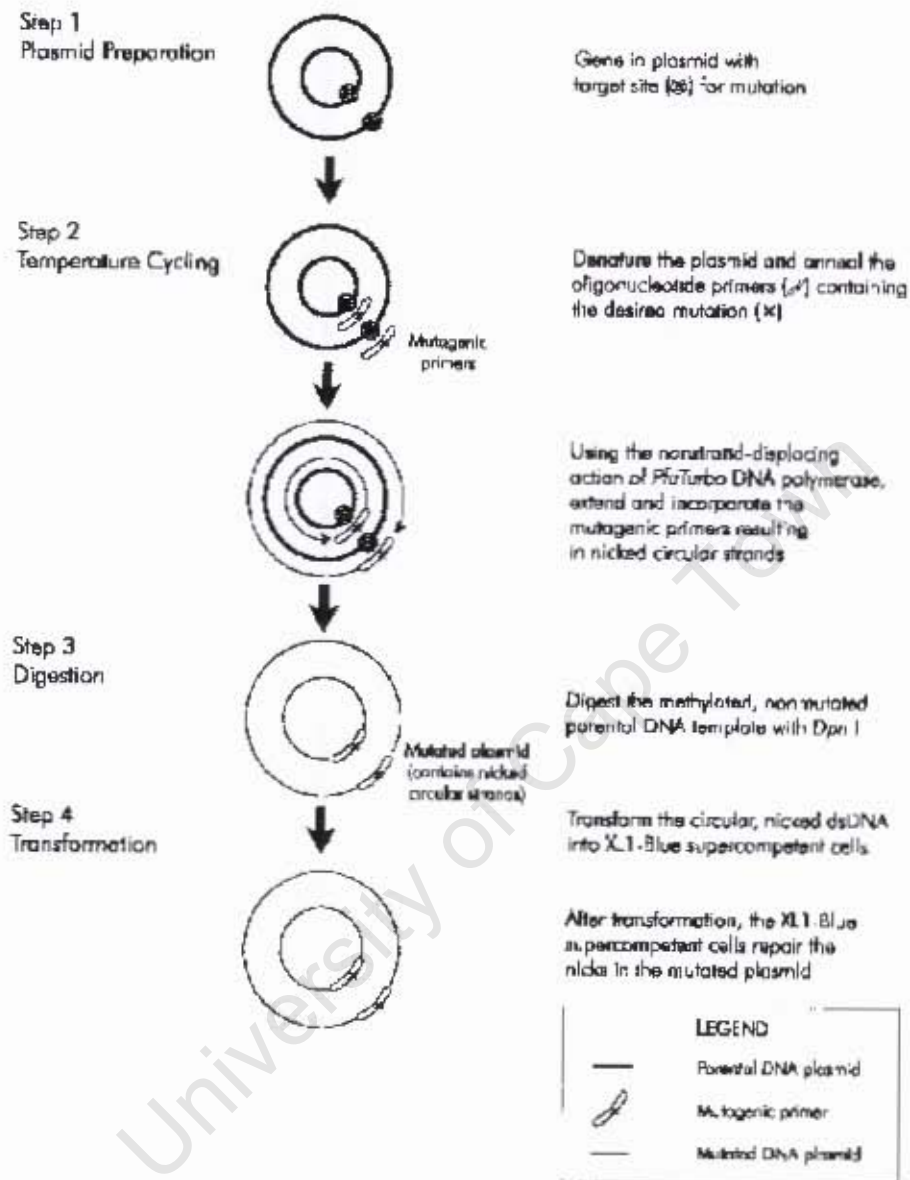 Step 1
Plasmid Preparation
Gene in plasmid with
target site (⊗) for mutation
Step 2
Temperature Cycling
Denature the plasmid and anneal the
oligonucleotide primers ( ) containing
the desired mutation (×)
Mutagenic
primers
Using the nonstrand-displacing
action of PfuTurbo DNA polymerase,
extend and incorporate the
mutagenic primers resulting
in nicked circular strands
Step 3
Digestion
Digest the methylated, nonmutated
parental DNA template with Dpn I
Mutated plasmid
(contains nicked
circular strands)
Step 4
Transformation
Transform the circular, nicked dsDNA
into XL1-Blue supercompetent cells
After transformation, the XL1-Blue
supercompetent cells repair the
nicks in the mutated plasmid
LEGEND
Parental DNA plasmid
Mutagenic primer
Mutated DNA plasmid
University of Cape Town